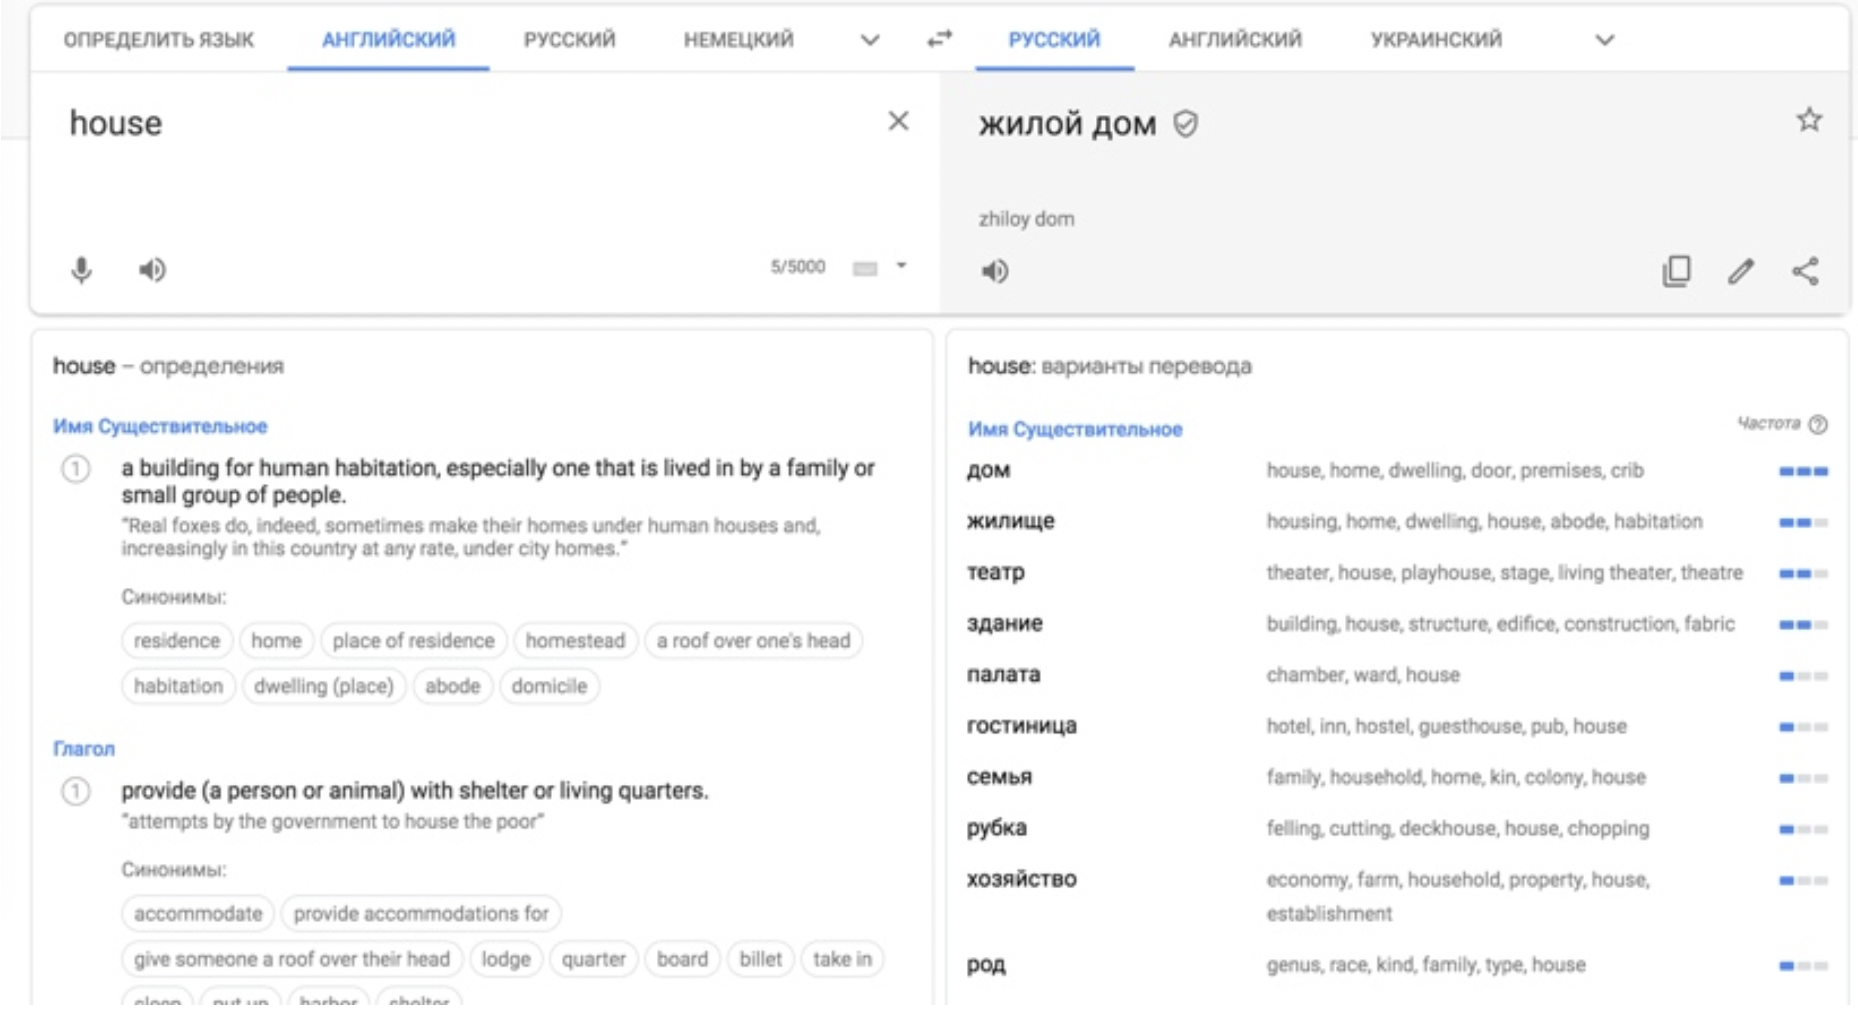 ОПРЕДЕЛИТЬ ЯЗЫК АНГЛИЙСКИЙ РУССКИЙ НЕМЕЦКИЙ РУССКИЙ АНГЛИЙСКИЙ УКРАИНСКИЙ
house
5/5000
жилой дом
zhiloy dom
house – определения
Имя Существительное
1 a building for human habitation, especially one that is lived in by a family or
small group of people.
"Real foxes do, indeed, sometimes make their homes under human houses and,
increasingly in this country at any rate, under city homes."
Синонимы:
residence home place of residence homestead a roof over one's head
habitation dwelling (place) abode domicile
Глагол
1 provide (a person or animal) with shelter or living quarters.
"attempts by the government to house the poor"
Синонимы:
accommodate provide accommodations for
give someone a roof over their head lodge quarter board billet take in
sleep put up harbor shelter
house: варианты перевода
Имя Существительное Частота
дом house, home, dwelling, door, premises, crib
жилище housing, home, dwelling, house, abode, habitation
театр theater, house, playhouse, stage, living theater, theatre
здание building, house, structure, edifice, construction, fabric
палата chamber, ward, house
гостиница hotel, inn, hostel, guesthouse, pub, house
семья family, household, home, kin, colony, house
рубка felling, cutting, deckhouse, house, chopping
хозяйство economy, farm, household, property, house,
establishment
род genus, race, kind, family, type, house